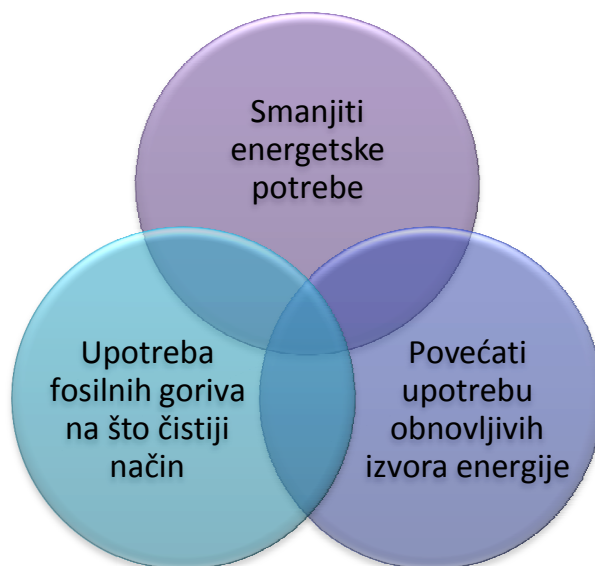 Smanjiti
energetske
potrebe
Upotreba
fosilnih goriva
na što čistiji
način
Povećati
upotrebu
obnovljivih
izvora energije